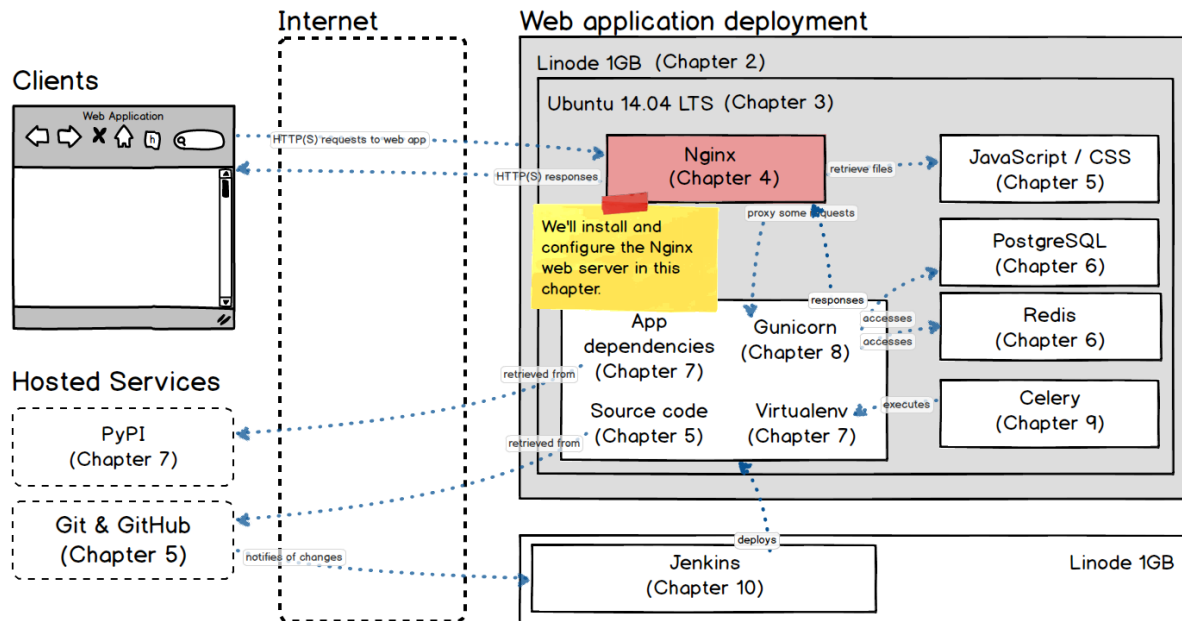 Internet
Web application deployment
Linode 1GB (Chapter 2)
Clients
Ubuntu 14.04 LTS (Chapter 3)
Web Application
h
HTTP(S) requests to web app
Nginx
(Chapter 4)
retrieve files
JavaScript / CSS
(Chapter 5)
HTTP(S) responses
proxy some requests
We'll install and
configure the Nginx
web server in this
chapter.
PostgreSQL
(Chapter 6)
responses
accesses
App
dependencies
(Chapter 7)
Gunicorn
(Chapter 8)
accesses
Redis
(Chapter 6)
retrieved from
Hosted Services
PyPI
(Chapter 7)
Source code
(Chapter 5)
Virtualenv
(Chapter 7)
executes
Celery
(Chapter 9)
retrieved from
Git & GitHub
(Chapter 5)
notifies of changes
deploys
Jenkins
(Chapter 10)
Linode 1GB